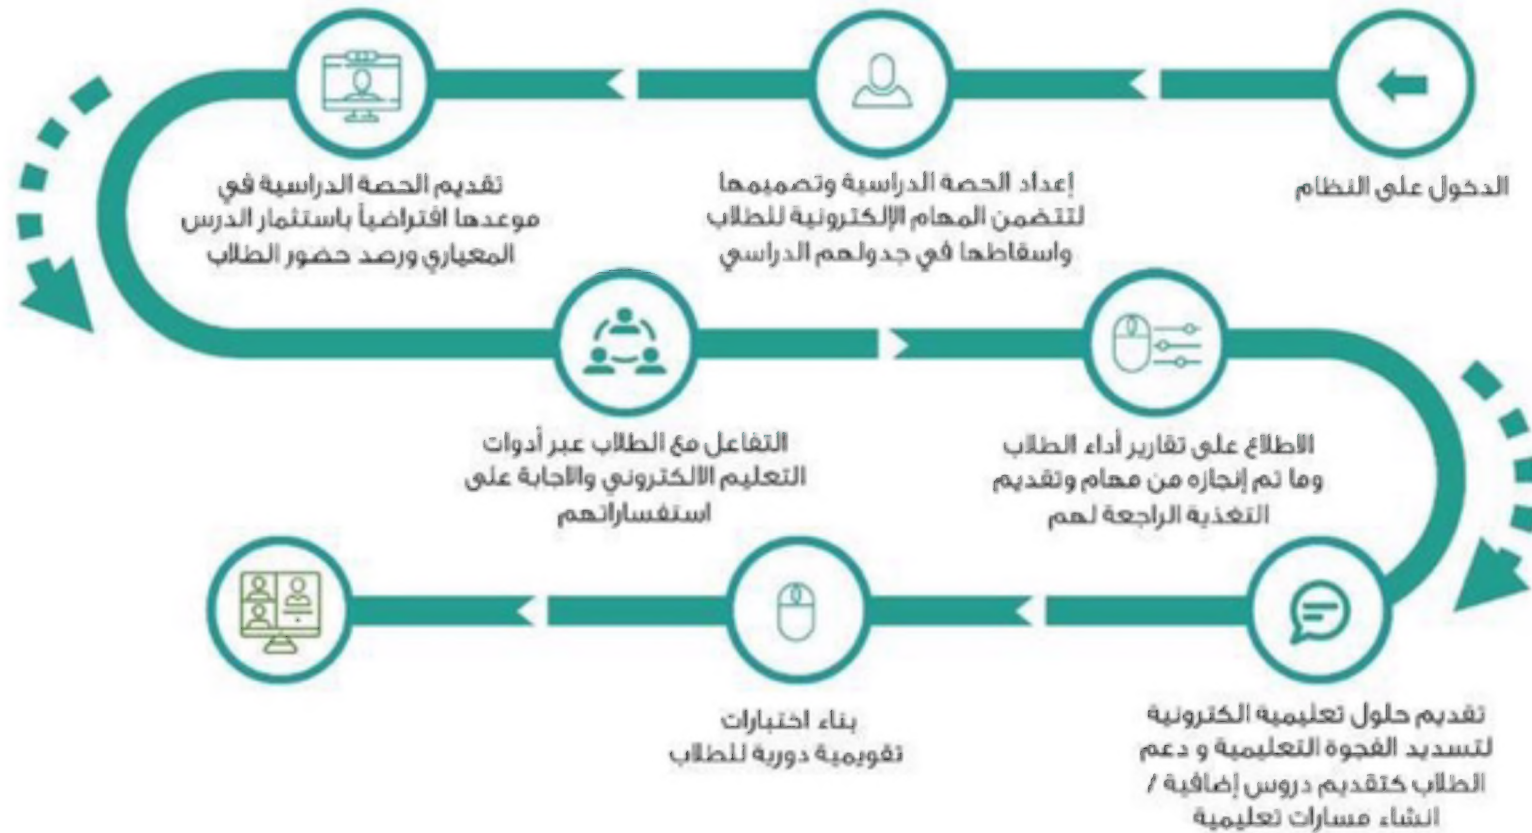 الدخول على النظام
إعداد الحصة الدراسية وتصميمها
لتتضمن المهام الإلكترونية للطلاب
واسقاطها في جدولهم الدراسي
تقديم الحصة الدراسية في
موعدها افتراضياً باستثمار الدرس
المعياري ورصد حضور الطلاب
التفاعل مع الطلاب عبر أدوات
التعليم الالكتروني والاجابة على
استفساراتهم
الاطلاع على تقارير أداء الطلاب
وما تم إنجازه من مهام وتقديم
التغذية الراجعة لهم
تقديم حلول تعليمية الكترونية
لتسديد الفجوة التعليمية و دعم
الطلاب كتقديم دروس إضافية /
انشاء مسارات تعليمية
بناء اختبارات
تقويمية دورية للطلاب